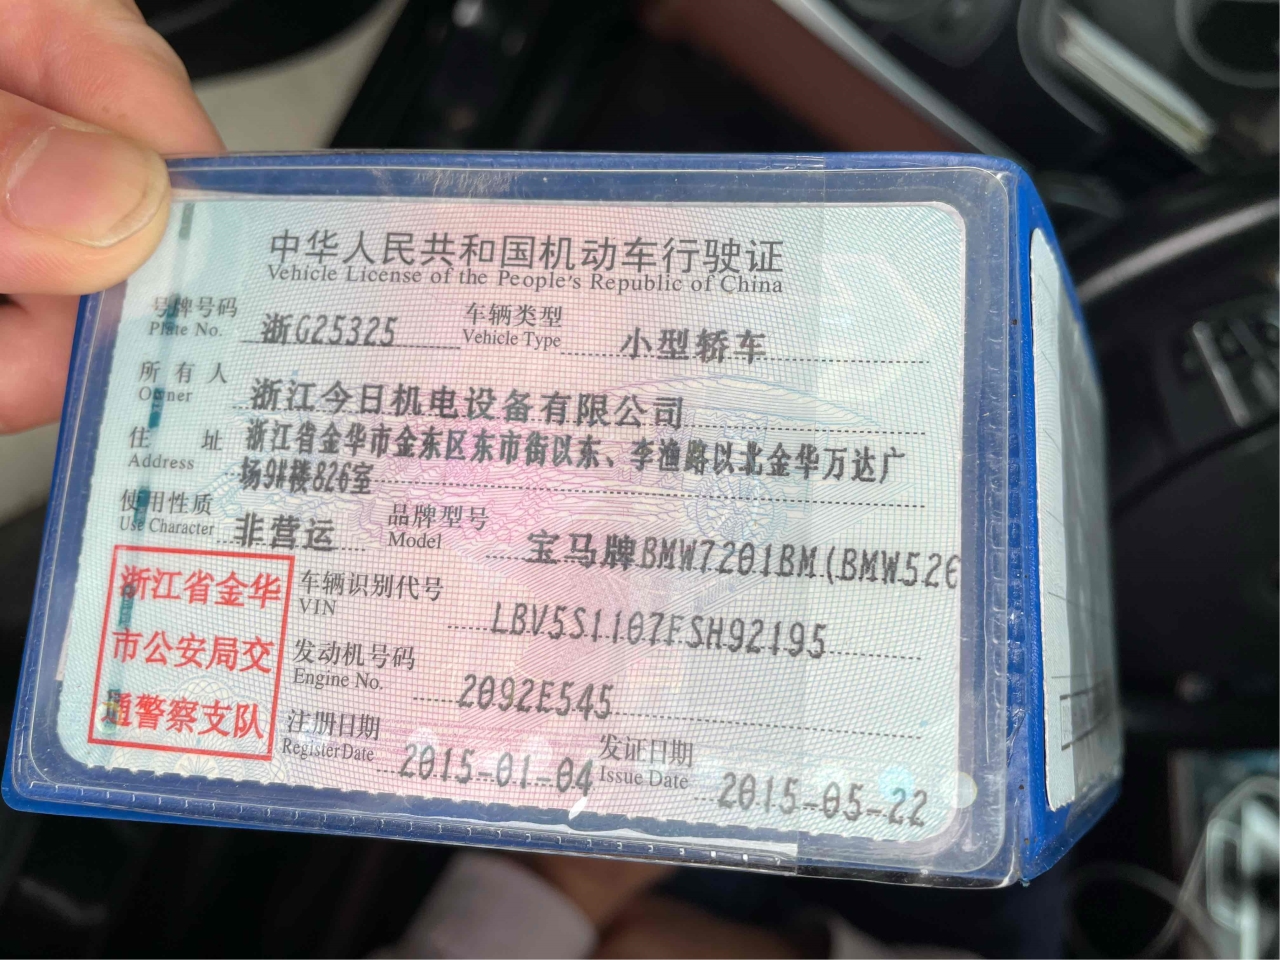 中华人民共和国机动车行驶证
Vehicle License of the People's Republic of China
号牌号码 浙G25325 车辆类型 小型轿车
Plate No. Vehicle Type
所有人 浙江今日机电设备有限公司
Owner
住址 浙江省金华市金东区东市街以东、李渔路以北金华万达广
Address 场9#楼826室
使用性质 非营运 品牌型号 宝马牌BMW7201BM(BMW526
Use Character Model
浙江省金华
市公安局交
通警察支队
车辆识别代号 LBV5S1107FSH92195
VIN
发动机号码 2092E545
Engine No.
注册日期 2015-01-04 发证日期 2015-05-22
Register Date Issue Date